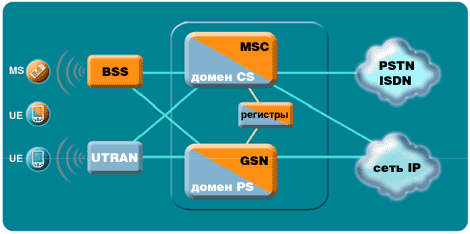 MSC
MS
BSS
домен CS
PSTN
ISDN
UE
регистры
UE
UTRAN
GSN
домен PS
сеть IP